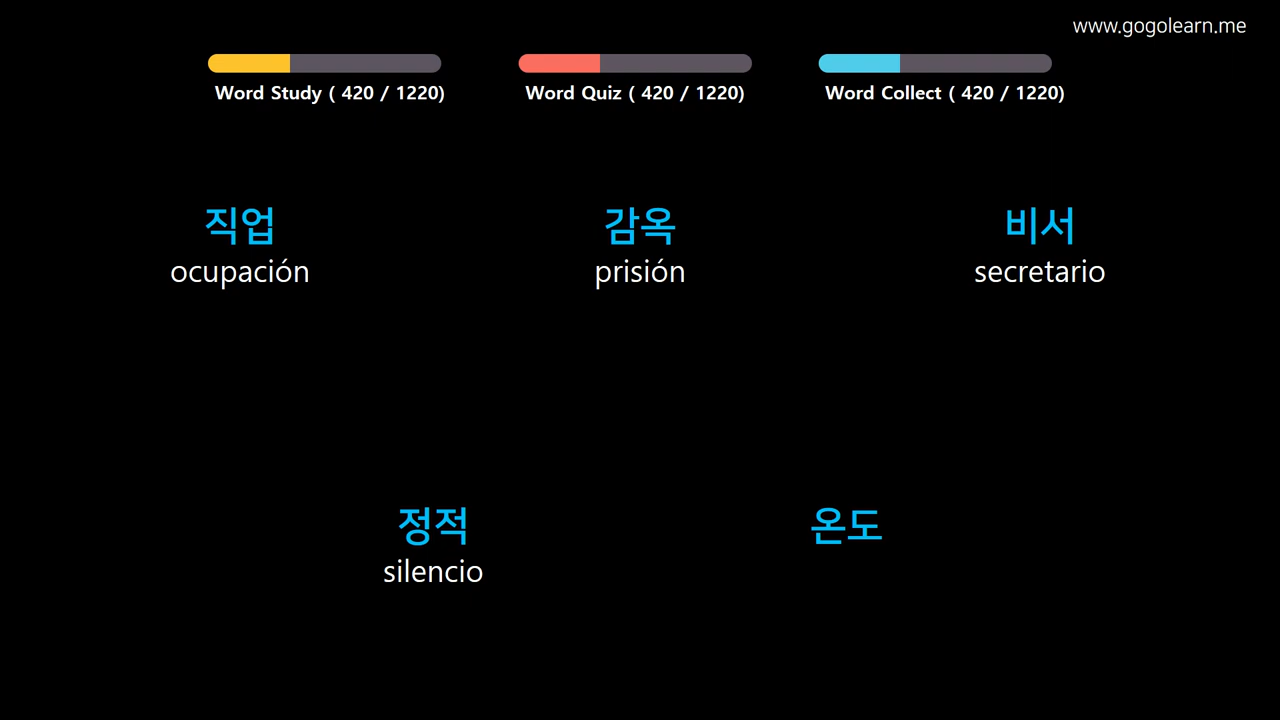 www.gogolearn.me
Word Study ( 420 / 1220)
Word Quiz ( 420 / 1220)
Word Collect ( 420 / 1220)
직업
ocupación
감옥
prisión
비서
secretario
정적
silencio
온도